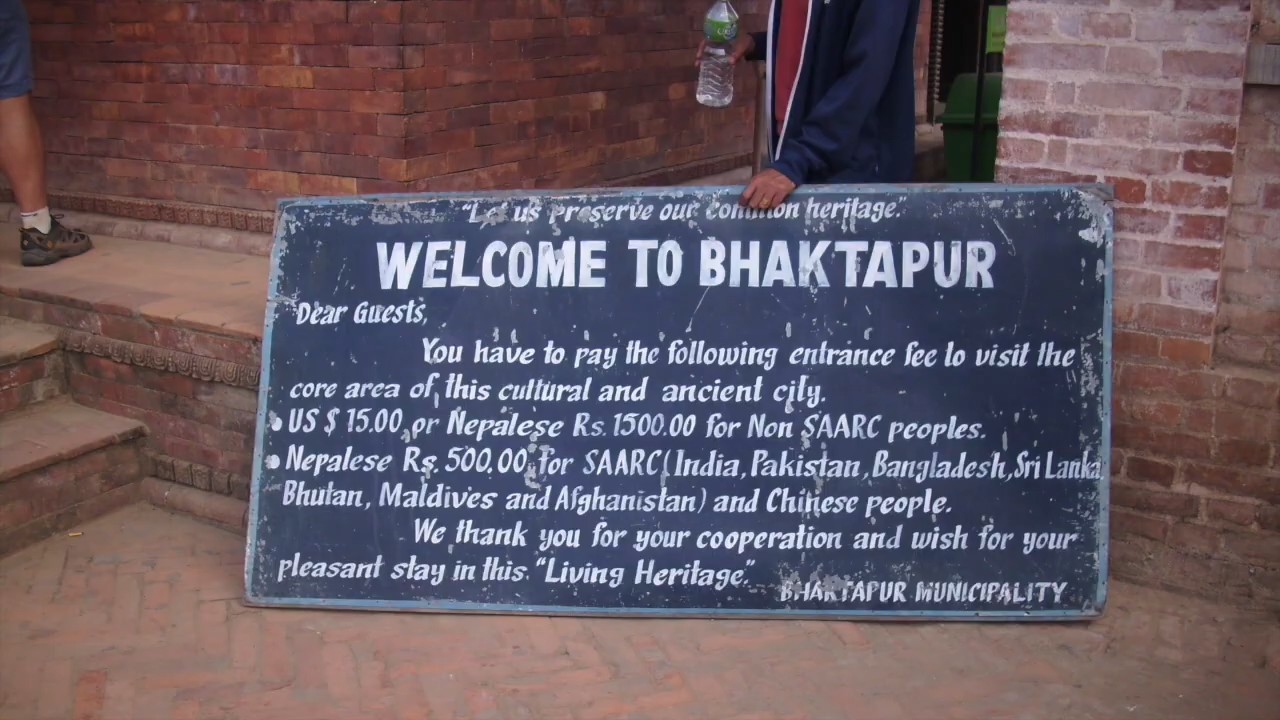 "Let us preserve our common heritage."
WELCOME TO BHAKTAPUR
Dear Guests,
You have to pay the following entrance fee to visit the
core area of this cultural and ancient city.
• US $ 15.00 or Nepalese Rs. 1500.00 for Non SAARC peoples.
• Nepalese Rs. 500.00 for SAARC (India, Pakistan, Bangladesh, Sri Lanka
Bhutan, Maldives and Afghanistan) and Chinese people.
We thank you for your cooperation and wish for your
pleasant stay in this "Living Heritage".
BHAKTAPUR MUNICIPALITY